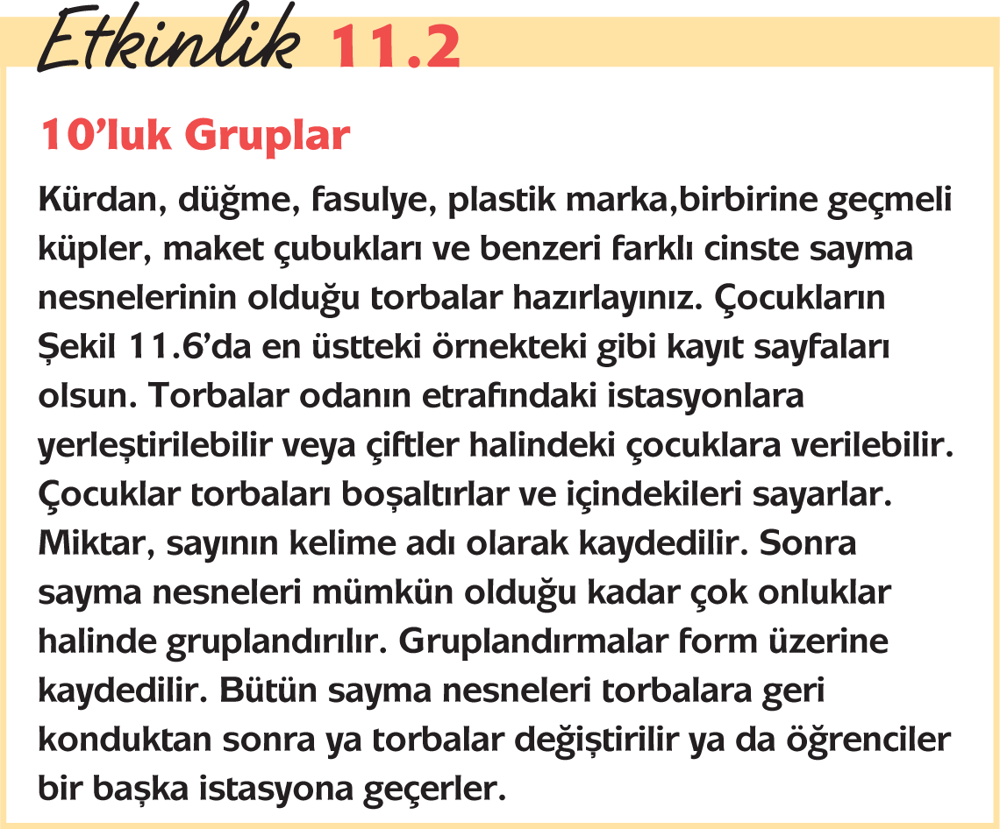 Etkinlik 11.2
10’luk Gruplar
Kürdan, düğme, fasulye, plastik marka,birbirine geçmeli
küpler, maket çubukları ve benzeri farklı cinste sayma
nesnelerinin olduğu torbalar hazırlayınız. Çocukların
Şekil 11.6’da en üstteki örnekteki gibi kayıt sayfaları
olsun. Torbalar odanın etrafındaki istasyonlara
yerleştirilebilir veya çiftler halindeki çocuklara verilebilir.
Çocuklar torbaları boşaltırlar ve içindekileri sayarlar.
Miktar, sayının kelime adı olarak kaydedilir. Sonra
sayma nesneleri mümkün olduğu kadar çok onluklar
halinde gruplandırılır. Gruplandırmalar form üzerine
kaydedilir. Bütün sayma nesneleri torbalara geri
konduktan sonra ya torbalar değiştirilir ya da öğrenciler
bir başka istasyona geçerler.